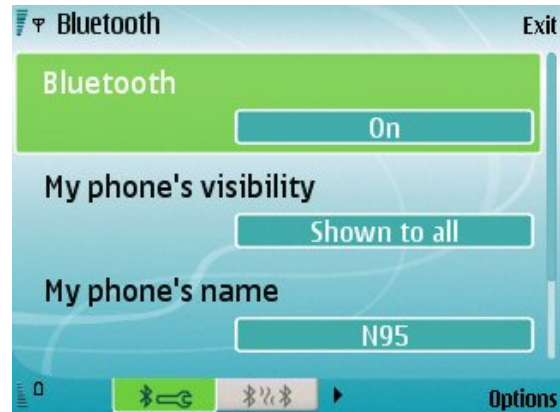 Bluetooth Exit
Bluetooth
On
My phone's visibility
Shown to all
My phone's name
N95
Options